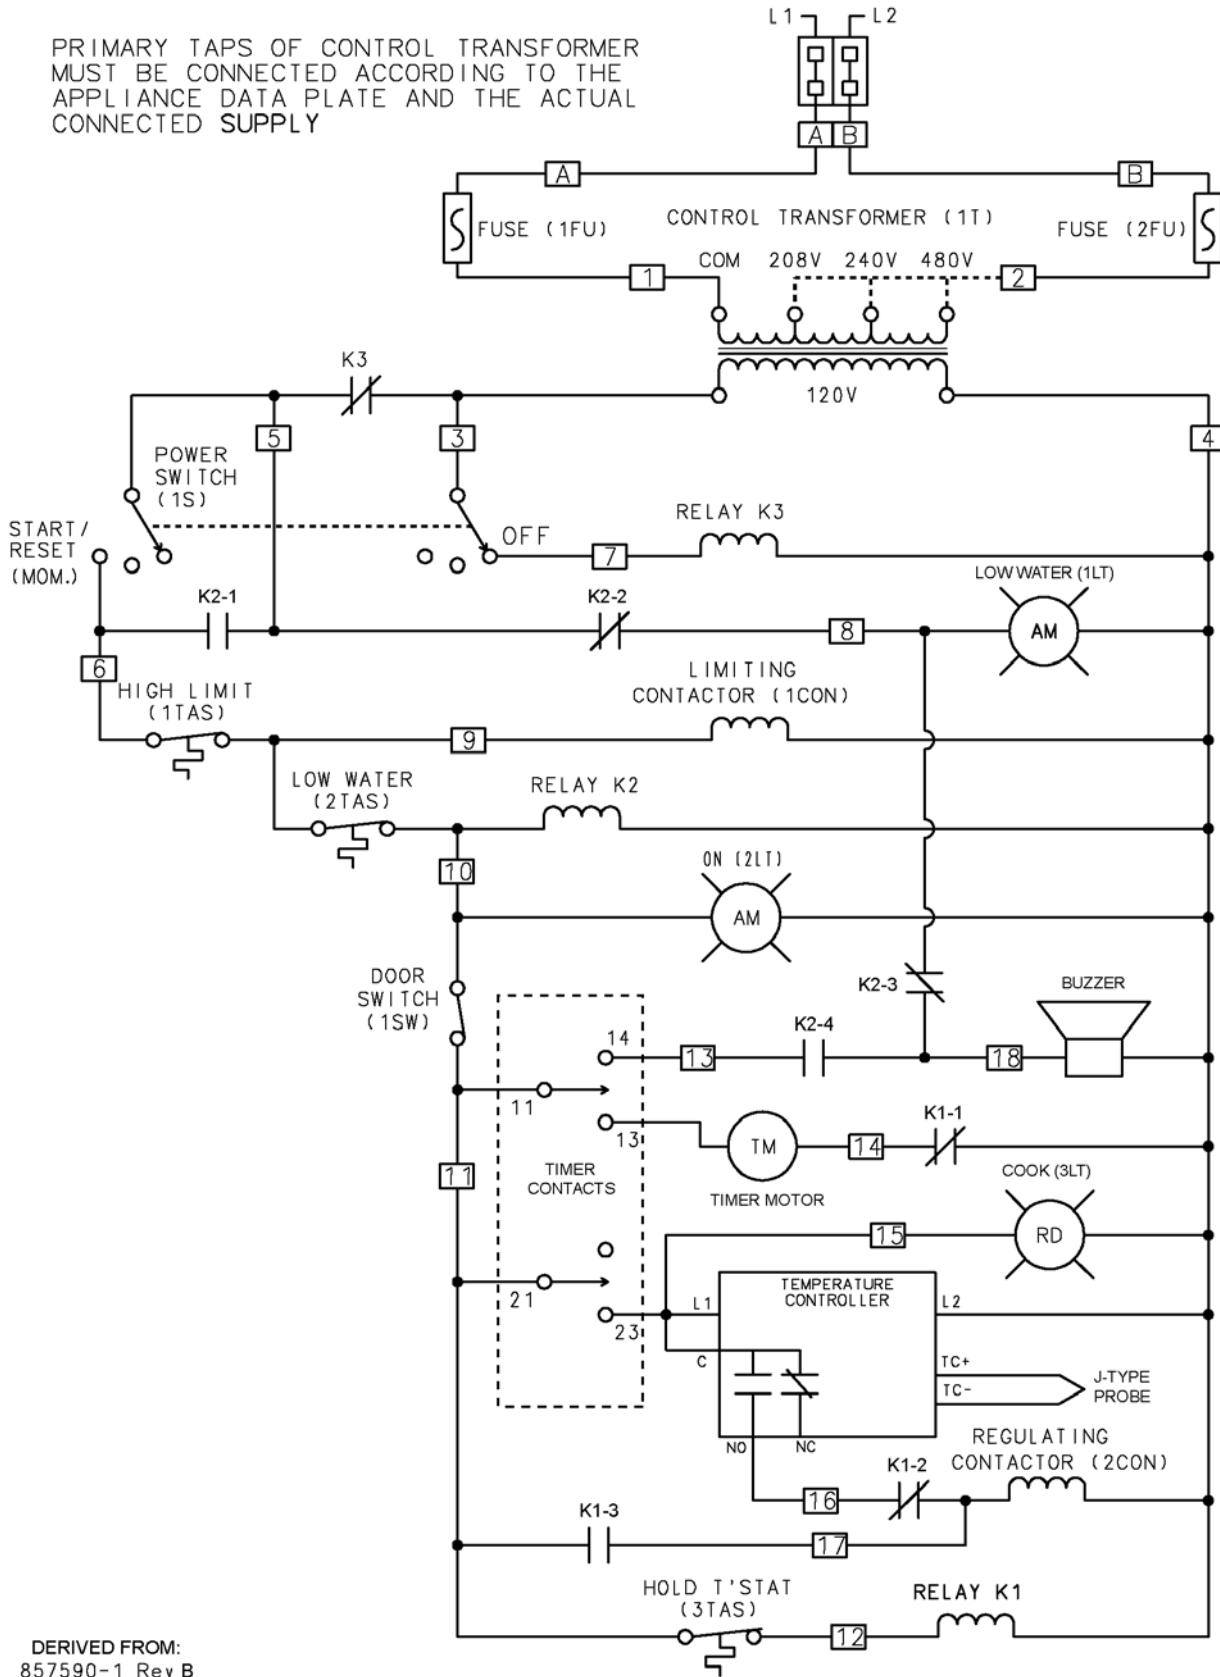 L1 L2
PRIMARY TAPS OF CONTROL TRANSFORMER
MUST BE CONNECTED ACCORDING TO THE
APPLIANCE DATA PLATE AND THE ACTUAL
CONNECTED SUPPLY
A B
A B
FUSE (1FU)
CONTROL TRANSFORMER (1T)
FUSE (2FU)
COM 208V 240V 480V
1 2
K3
120V
5 3 4
POWER
SWITCH
(1S)
START/
RESET
(MOM.)
OFF
RELAY K3
7
LOW WATER (1LT)
K2-1
K2-2
8
AM
6
HIGH LIMIT
(1TAS)
LIMITING
CONTACTOR (1CON)
9
LOW WATER
(2TAS)
RELAY K2
10
ON (2LT)
AM
DOOR
SWITCH
(1SW)
K2-3
BUZZER
K2-4
14
13
18
11
13
K1-1
TM
14
TIMER MOTOR
11
TIMER
CONTACTS
COOK (3LT)
15
RD
21
23
L1
TEMPERATURE
CONTROLLER
L2
C
TC+
TC-
J-TYPE
PROBE
NO NC
REGULATING
CONTACTOR (2CON)
K1-2
16
K1-3
17
HOLD T'STAT
(3TAS)
RELAY K1
12
DERIVED FROM:
857590-1 Rev B